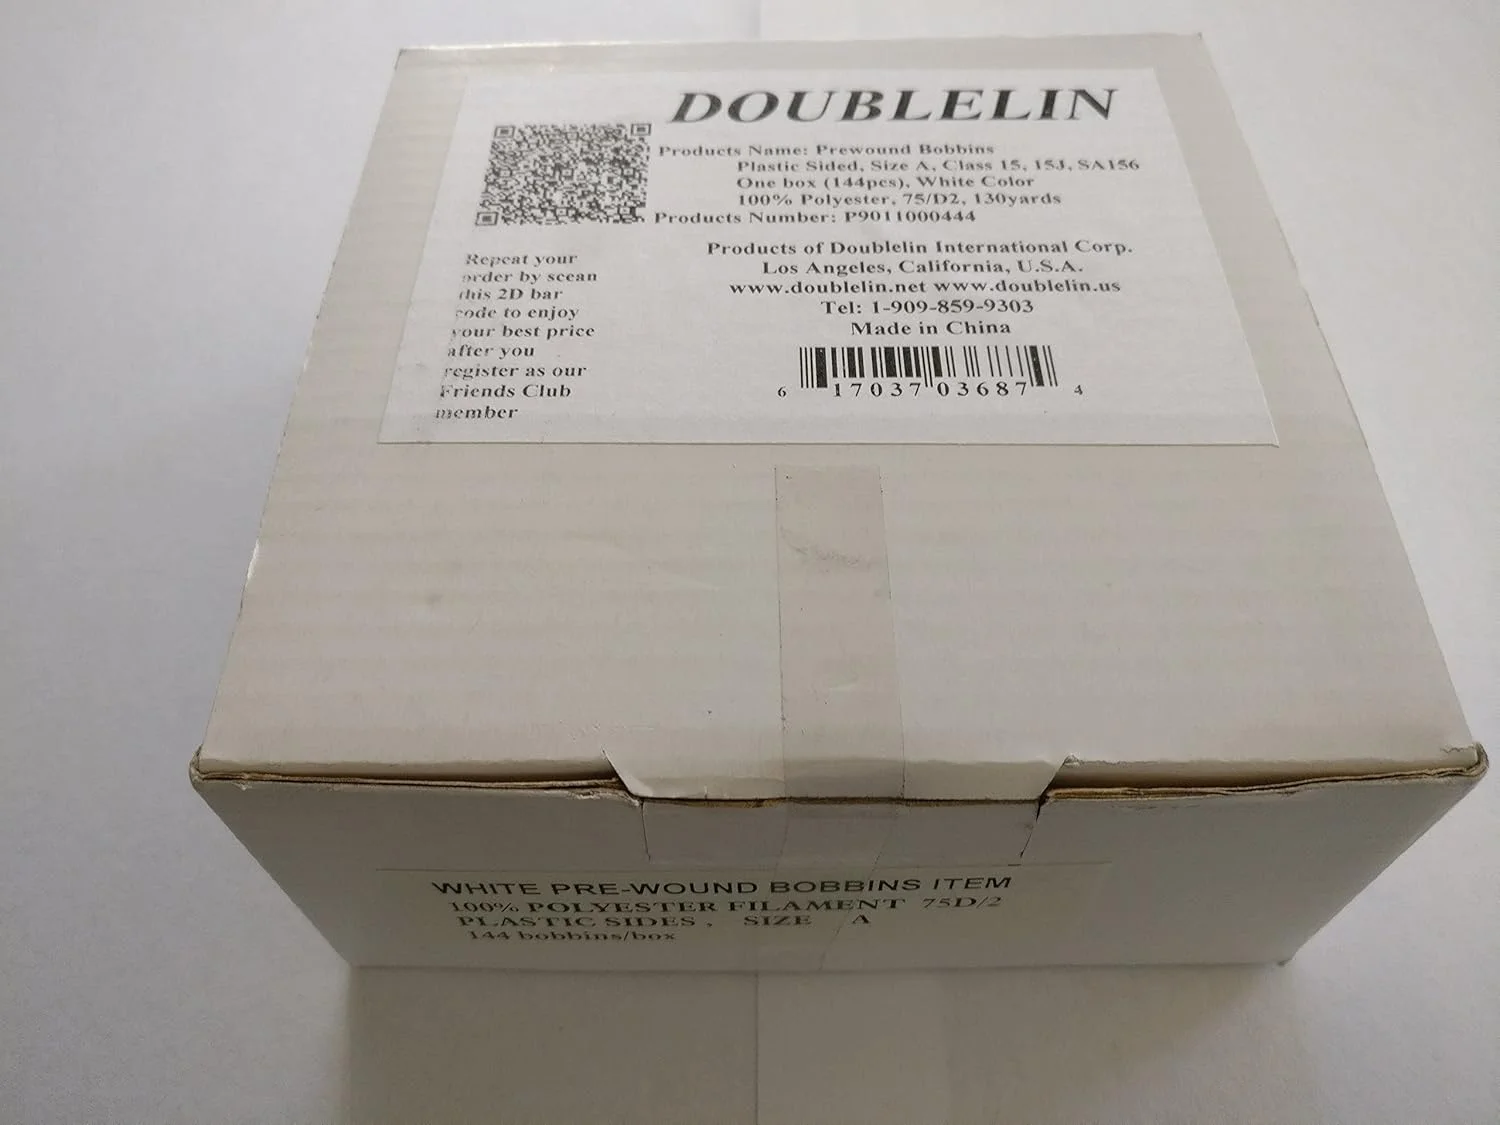 DOUBLELIN
Products Name: Prewound Bobbins
Plastic Sided, Size A, Class 15, 15J, SA156
One box (144pcs), White Color
100% Polyester, 75/D2, 130yards
Products Number: P9011000444
Products of Doublelin International Corp.
Los Angeles, California, U.S.A.
www.doublelin.net www.doublelin.us
Tel: 1-909-859-9303
Made in China
6 17037 03687 4
Repeat your
order by scean
this 2D bar
code to enjoy
your best price
after you
register as our
Friends Club
member
WHITE PRE-WOUND BOBBINS ITEM
100% POLYESTER FILAMENT 75D/2
PLASTIC SIDES , SIZE A
144 bobbins/box